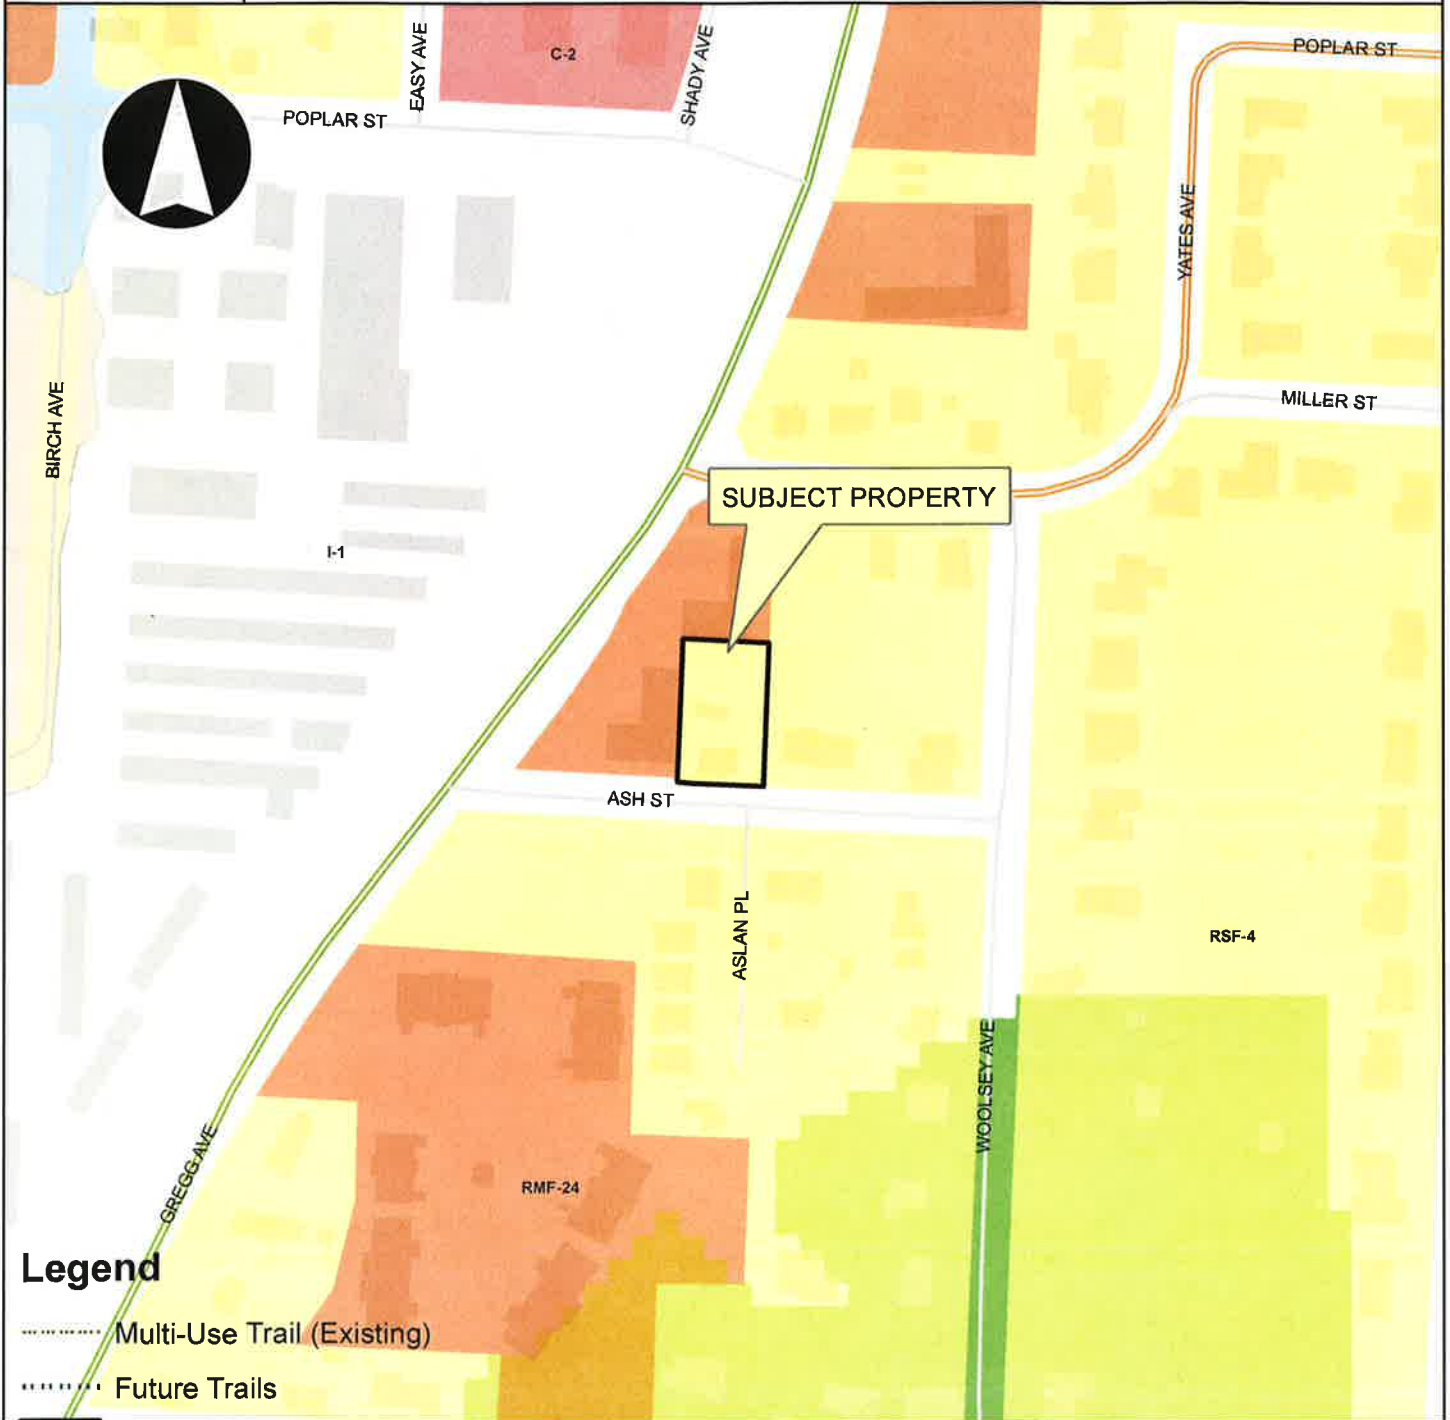 C-2
EASY AVE
SHADY AVE
POPLAR ST
POPLAR ST
YATES AVE
BIRCH AVE
MILLER ST
SUBJECT PROPERTY
I-1
ASH ST
ASLAN PL
RSF-4
WOOLSEY AVE
GREGG AVE
RMF-24
Legend
Multi-Use Trail (Existing)
Future Trails